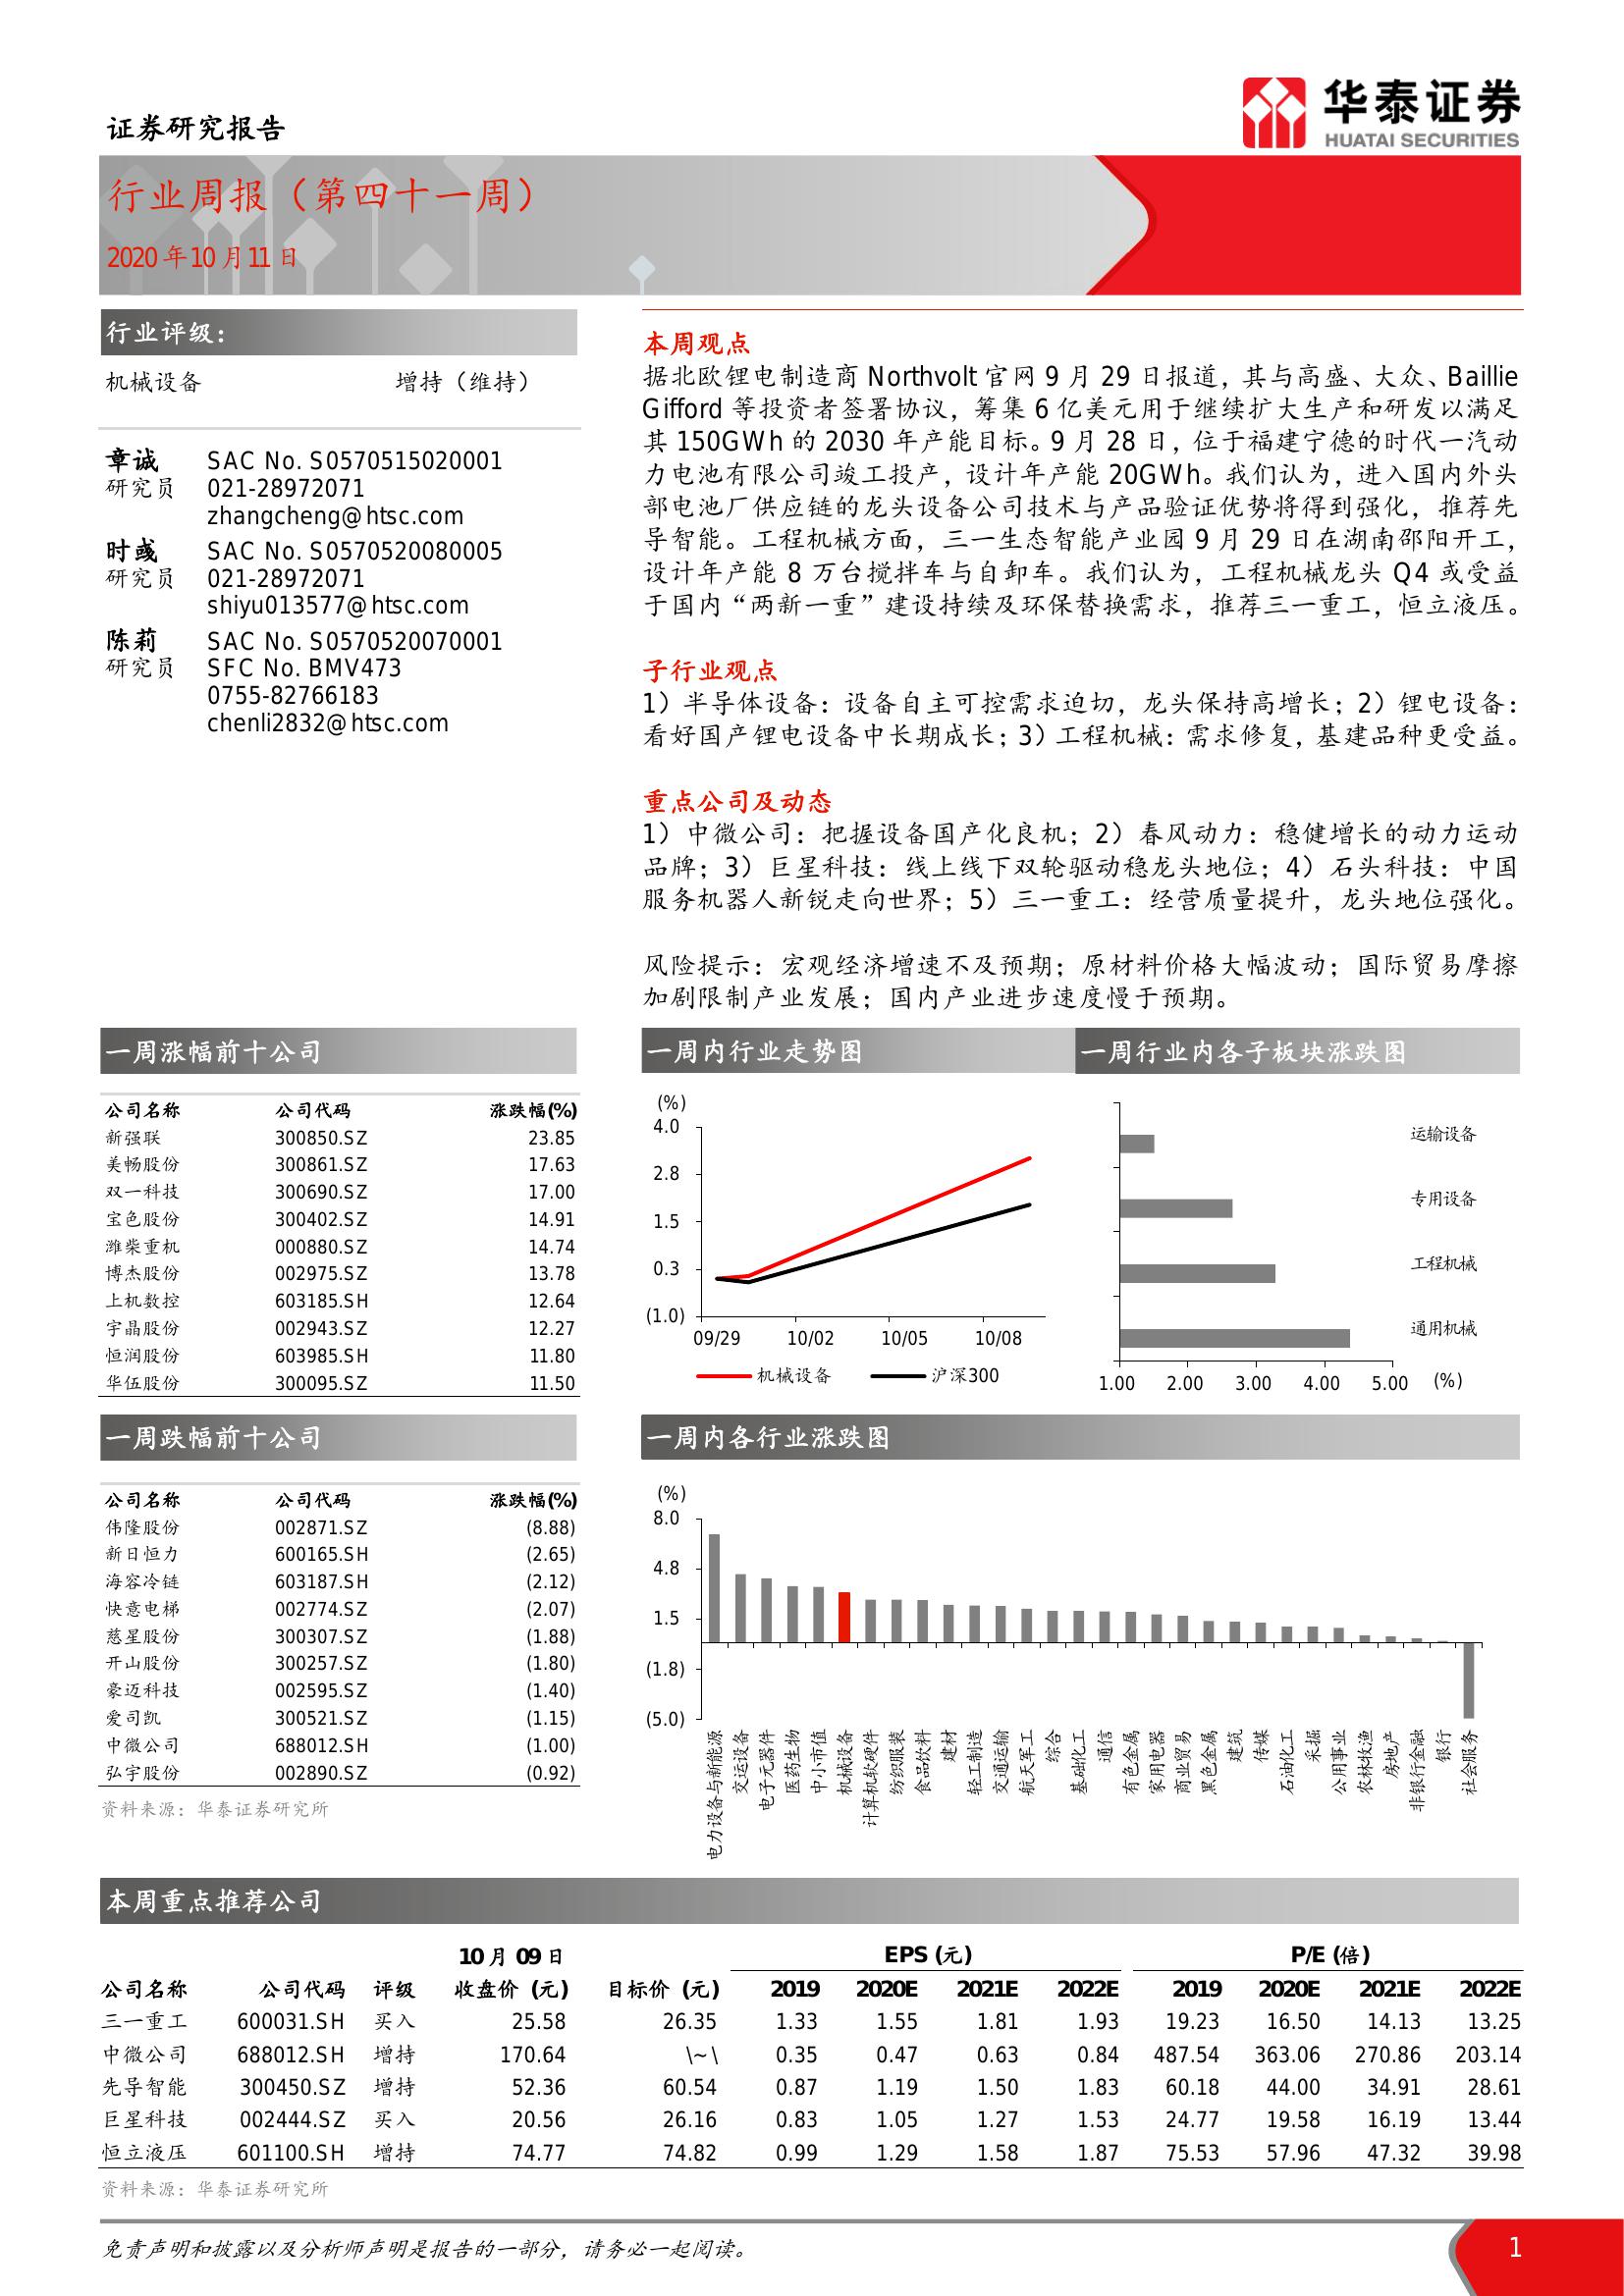 证券研究报告
华泰证券
HUATAI SECURITIES
行业周报（第四十一周）
2020年10月11日
行业评级：
机械设备 增持（维持）
章诚 SAC No. S0570515020001
研究员 021-28972071
zhangcheng@htsc.com
时彧 SAC No. S0570520080005
研究员 021-28972071
shiyu013577@htsc.com
陈莉 SAC No. S0570520070001
研究员 SFC No. BMV473
0755-82766183
chenli2832@htsc.com
本周观点
据北欧锂电制造商 Northvolt 官网 9 月 29 日报道，其与高盛、大众、Baillie
Gifford 等投资者签署协议，筹集 6 亿美元用于继续扩大生产和研发以满足
其 150GWh 的 2030 年产能目标。9 月 28 日，位于福建宁德的时代一汽动
力电池有限公司竣工投产，设计年产能 20GWh。我们认为，进入国内外头
部电池厂供应链的龙头设备公司技术与产品验证优势将得到强化，推荐先
导智能。工程机械方面，三一生态智能产业园 9 月 29 日在湖南邵阳开工，
设计年产能 8 万台搅拌车与自卸车。我们认为，工程机械龙头 Q4 或受益
于国内“两新一重”建设持续及环保替换需求，推荐三一重工，恒立液压。
子行业观点
1）半导体设备：设备自主可控需求迫切，龙头保持高增长；2）锂电设备：
看好国产锂电设备中长期成长；3）工程机械：需求修复，基建品种更受益。
重点公司及动态
1）中微公司：把握设备国产化良机；2）春风动力：稳健增长的动力运动
品牌；3）巨星科技：线上线下双轮驱动稳龙头地位；4）石头科技：中国
服务机器人新锐走向世界；5）三一重工：经营质量提升，龙头地位强化。
风险提示：宏观经济增速不及预期；原材料价格大幅波动；国际贸易摩擦
加剧限制产业发展；国内产业进步速度慢于预期。
一周涨幅前十公司
公司名称 公司代码 涨跌幅(%)
新强联 300850.SZ 23.85
美畅股份 300861.SZ 17.63
双一科技 300690.SZ 17.00
宝色股份 300402.SZ 14.91
潍柴重机 000880.SZ 14.74
博杰股份 002975.SZ 13.78
上机数控 603185.SH 12.64
宇晶股份 002943.SZ 12.27
恒润股份 603985.SH 11.80
华伍股份 300095.SZ 11.50
一周内行业走势图
(%)
4.0
2.8
1.5
0.3
(1.0)
09/29 10/02 10/05 10/08
机械设备 沪深300
一周行业内各子板块涨跌图
运输设备
专用设备
工程机械
通用机械
1.00 2.00 3.00 4.00 5.00 (%)
一周跌幅前十公司
公司名称 公司代码 涨跌幅(%)
伟隆股份 002871.SZ (8.88)
新日恒力 600165.SH (2.65)
海容冷链 603187.SH (2.12)
快意电梯 002774.SZ (2.07)
慈星股份 300307.SZ (1.88)
开山股份 300257.SZ (1.80)
豪迈科技 002595.SZ (1.40)
爱司凯 300521.SZ (1.15)
中微公司 688012.SH (1.00)
弘宇股份 002890.SZ (0.92)
资料来源：华泰证券研究所
一周内各行业涨跌图
(%)
8.0
4.8
1.5
(1.8)
(5.0)
电力设备与新能源
交运设备
电子元器件
医药生物
中小市值
机械设备
计算机软硬件
纺织服装
食品饮料
建材
轻工制造
交通运输
航天军工
综合
基础化工
通信
有色金属
家用电器
商业贸易
黑色金属
建筑
传媒
石油化工
采掘
公用事业
农林牧渔
房地产
非银行金融
银行
社会服务
本周重点推荐公司
10月 09日 EPS (元) P/E (倍)
公司名称 公司代码 评级 收盘价 (元) 目标价 (元) 2019 2020E 2021E 2022E 2019 2020E 2021E 2022E
三一重工 600031.SH 买入 25.58 26.35 1.33 1.55 1.81 1.93 19.23 16.50 14.13 13.25
中微公司 688012.SH 增持 170.64 \~\ 0.35 0.47 0.63 0.84 487.54 363.06 270.86 203.14
先导智能 300450.SZ 增持 52.36 60.54 0.87 1.19 1.50 1.83 60.18 44.00 34.91 28.61
巨星科技 002444.SZ 买入 20.56 26.16 0.83 1.05 1.27 1.53 24.77 19.58 16.19 13.44
恒立液压 601100.SH 增持 74.77 74.82 0.99 1.29 1.58 1.87 75.53 57.96 47.32 39.98
资料来源：华泰证券研究所
免责声明和披露以及分析师声明是报告的一部分，请务必一起阅读。
1